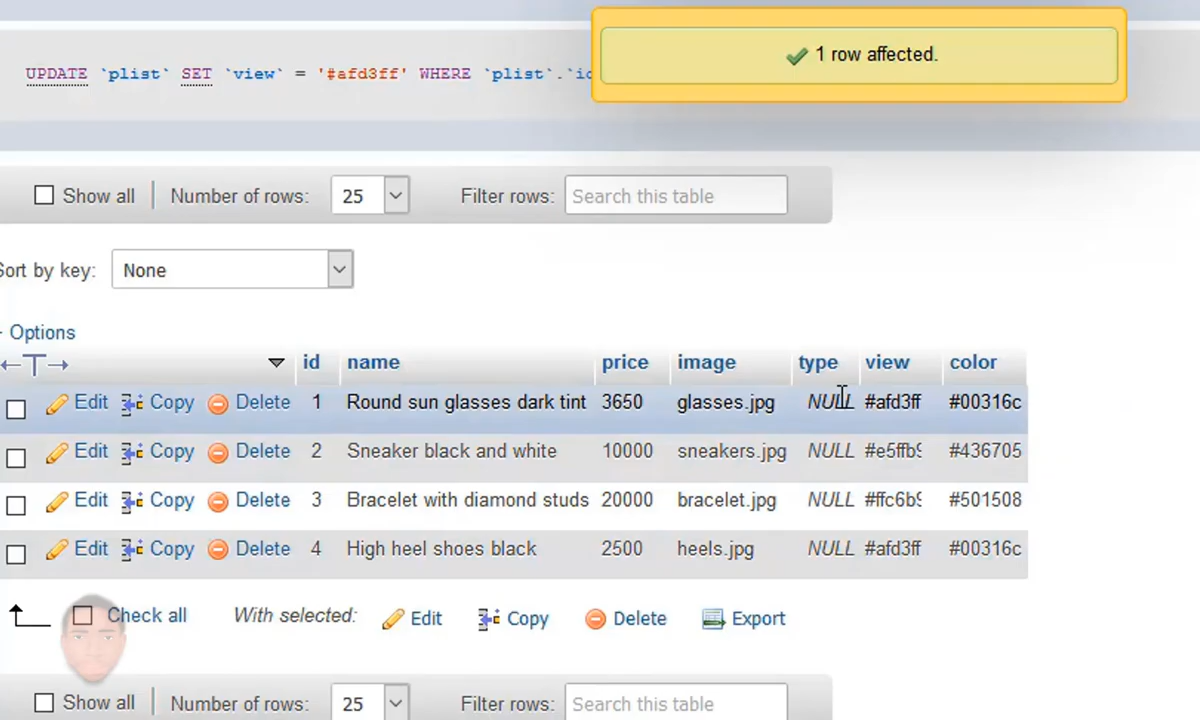 1 row affected.
UPDATE `plist` SET `view` = '#afd3ff' WHERE `plist`.`id
Show all Number of rows: 25 Filter rows: Search this table
Sort by key: None
Options
id name price image type view color
Edit Copy Delete 1 Round sun glasses dark tint 3650 glasses.jpg NULL #afd3ff #00316c
Edit Copy Delete 2 Sneaker black and white 10000 sneakers.jpg NULL #e5ffb9 #436705
Edit Copy Delete 3 Bracelet with diamond studs 20000 bracelet.jpg NULL #ffc6b9 #501508
Edit Copy Delete 4 High heel shoes black 2500 heels.jpg NULL #afd3ff #00316c
Check all With selected: Edit Copy Delete Export
Show all Number of rows: 25 Filter rows: Search this table